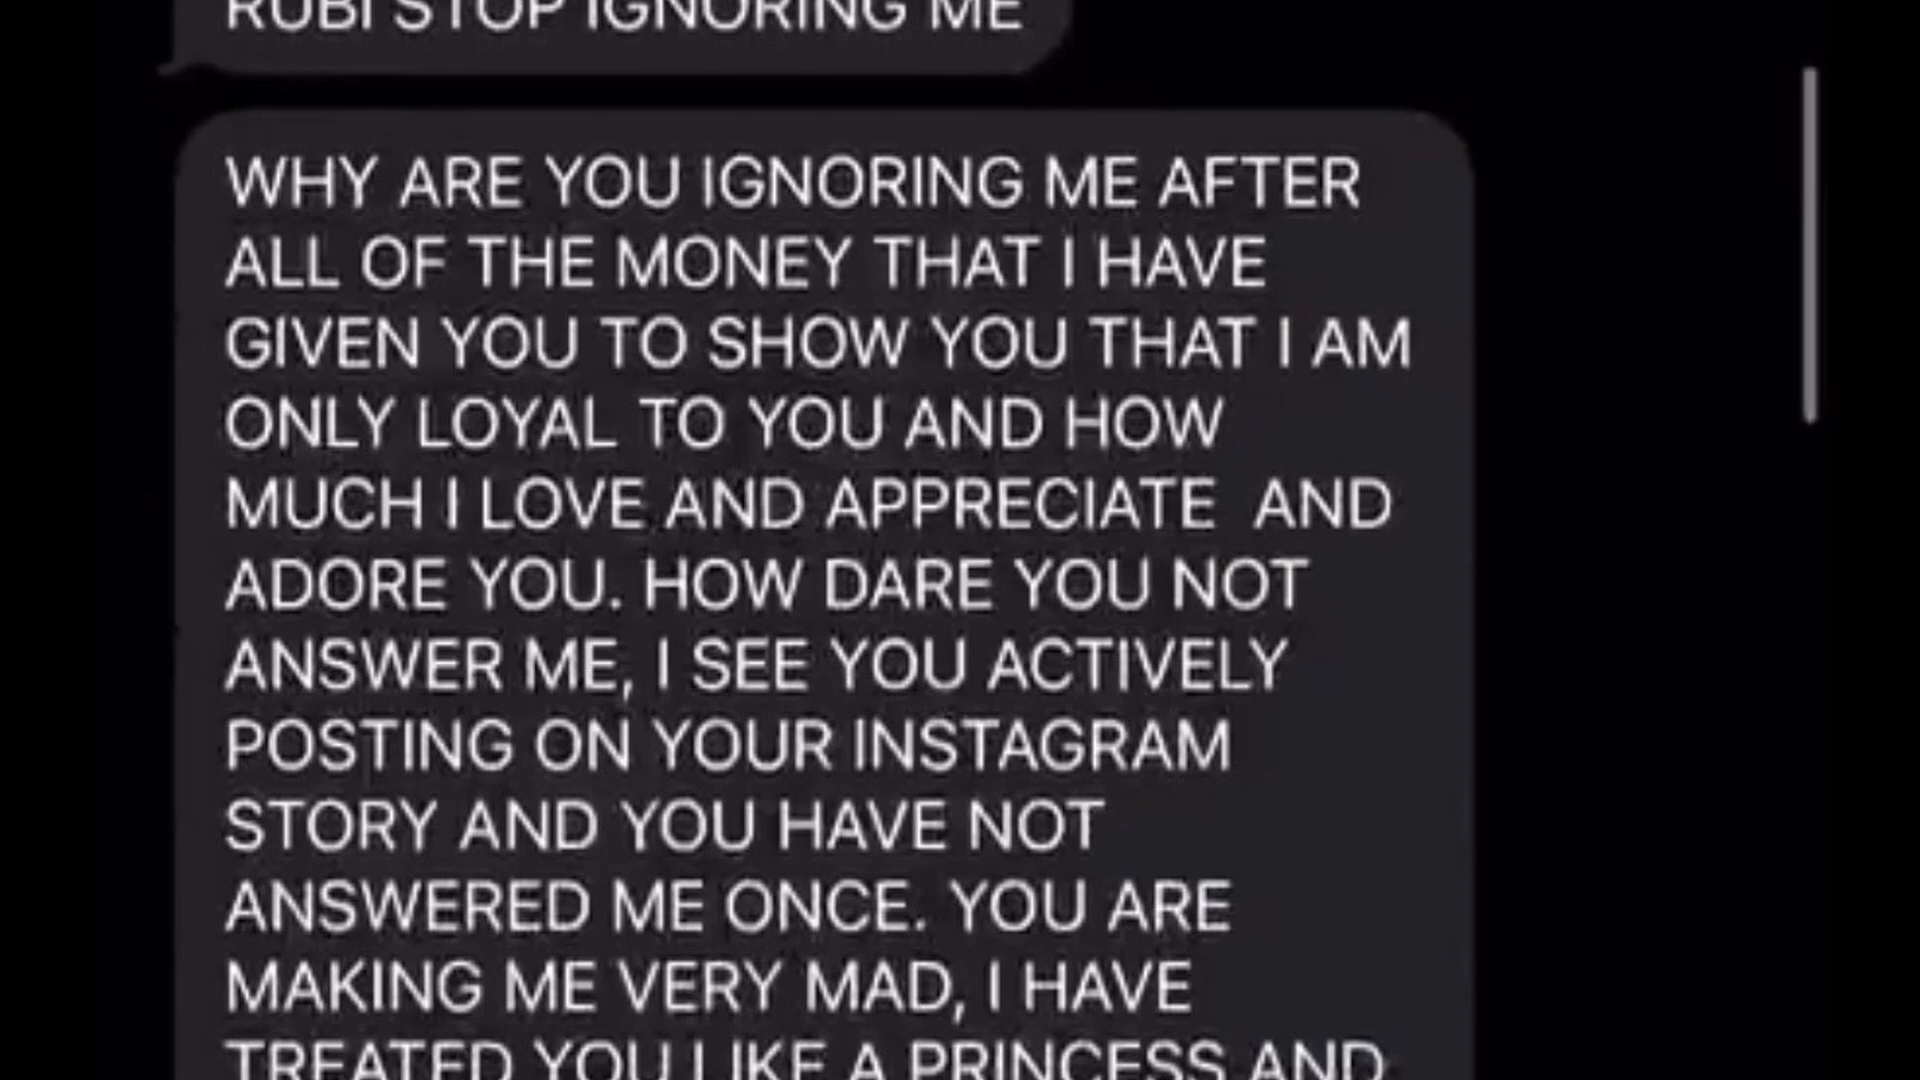 RUBI STOP IGNORING ME
WHY ARE YOU IGNORING ME AFTER
ALL OF THE MONEY THAT I HAVE
GIVEN YOU TO SHOW YOU THAT I AM
ONLY LOYAL TO YOU AND HOW
MUCH I LOVE AND APPRECIATE  AND
ADORE YOU. HOW DARE YOU NOT
ANSWER ME, I SEE YOU ACTIVELY
POSTING ON YOUR INSTAGRAM
STORY AND YOU HAVE NOT
ANSWERED ME ONCE. YOU ARE
MAKING ME VERY MAD, I HAVE
TREATED YOU LIKE A PRINCESS AND